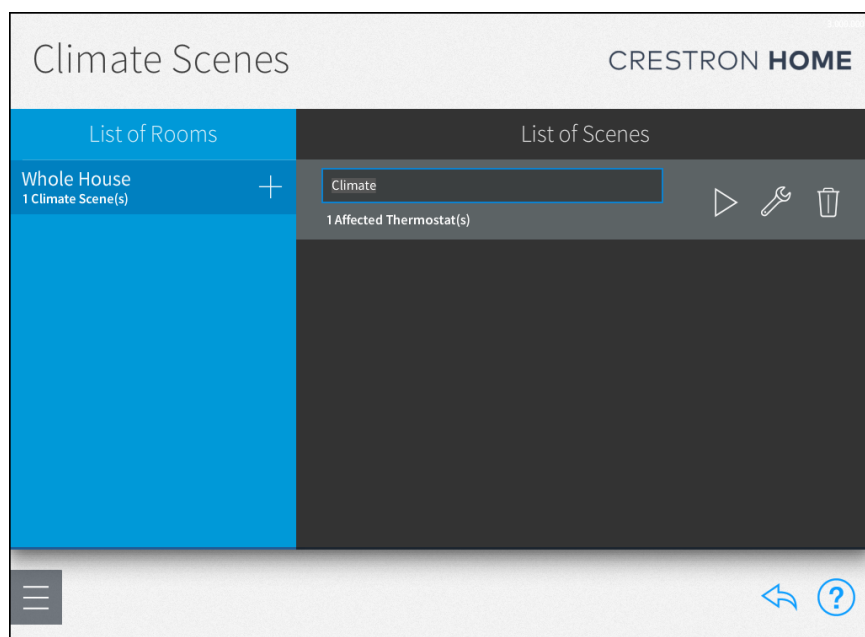 Climate Scenes
CRESTRON HOME
List of Rooms
List of Scenes
Whole House
1 Climate Scene(s)
Climate
1 Affected Thermostat(s)
?